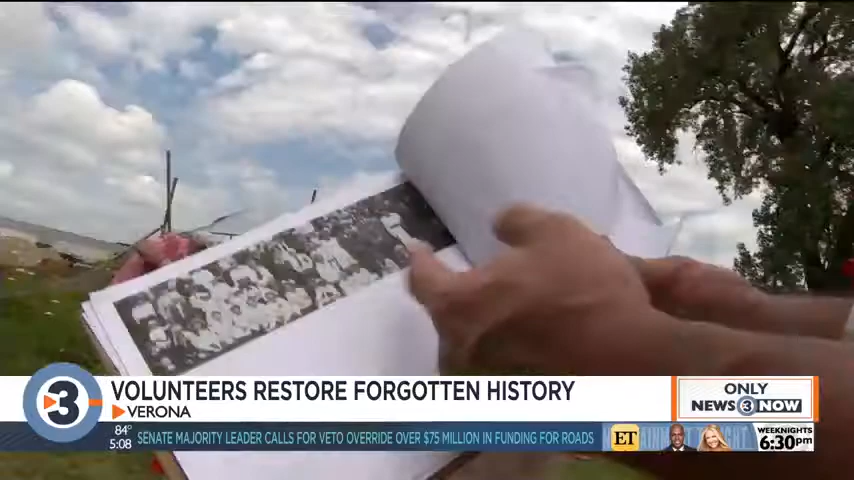 3
VOLUNTEERS RESTORE FORGOTTEN HISTORY
VERONA
ONLY
NEWS 3 NOW
84°
5:08
SENATE MAJORITY LEADER CALLS FOR VETO OVERRIDE OVER $75 MILLION IN FUNDING FOR ROADS
ET
WEEKNIGHTS
6:30pm